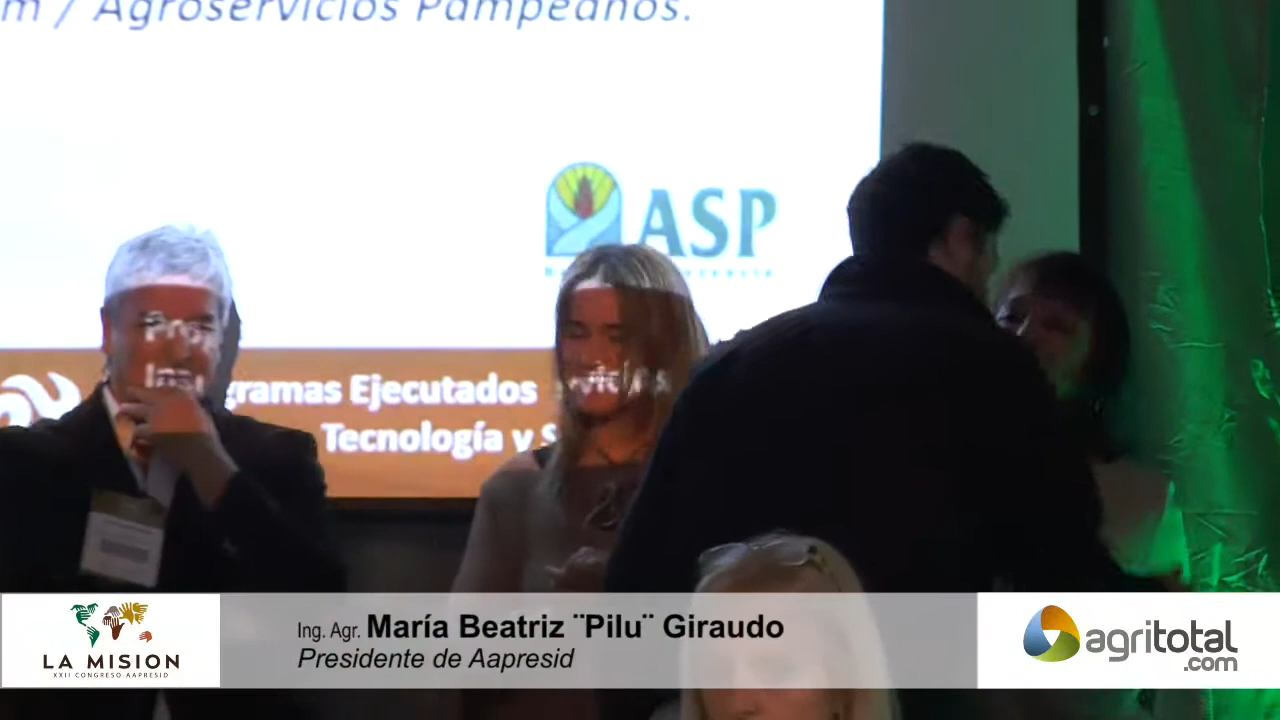 m / Agroservicios Pampeanos.
ASP
gramas Ejecutados
Tecnología y S
LA MISION
XXII CONGRESO AAPRESID
Ing. Agr. María Beatriz ¨Pilu¨ Giraudo
Presidente de Aapresid
agritotal
.com